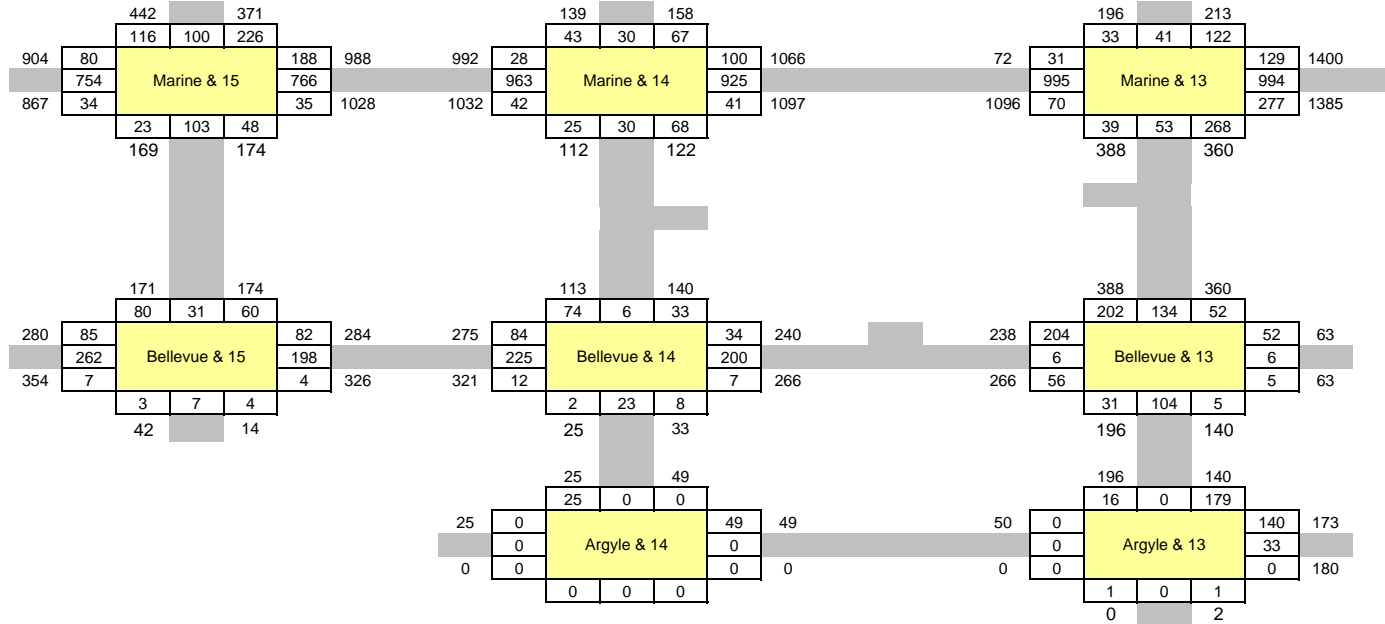 442 371 139 158 196 213
116 100 226 43 30 67 33 41 122
904 80 188 988 992 28 100 1066 72 31 129 1400
754 Marine & 15 766 963 Marine & 14 925 995 Marine & 13 994
867 34 35 1028 1032 42 41 1097 1096 70 277 1385
23 103 48 25 30 68 39 53 268
169 174 112 122 388 360
171 174 113 140 388 360
80 31 60 74 6 33 202 134 52
280 85 82 284 275 84 34 240 238 204 52 63
262 Bellevue & 15 198 225 Bellevue & 14 200 6 Bellevue & 13 6
354 7 4 326 321 12 7 266 266 56 5 63
3 7 4 2 23 8 31 104 5
42 14 25 33 196 140
25 49 196 140
25 0 0 16 0 179
25 0 49 49 50 0 140 173
0 Argyle & 14 0 0 Argyle & 13 33
0 0 0 0 0 0 0 180
0 0 0 1 0 1
0 2